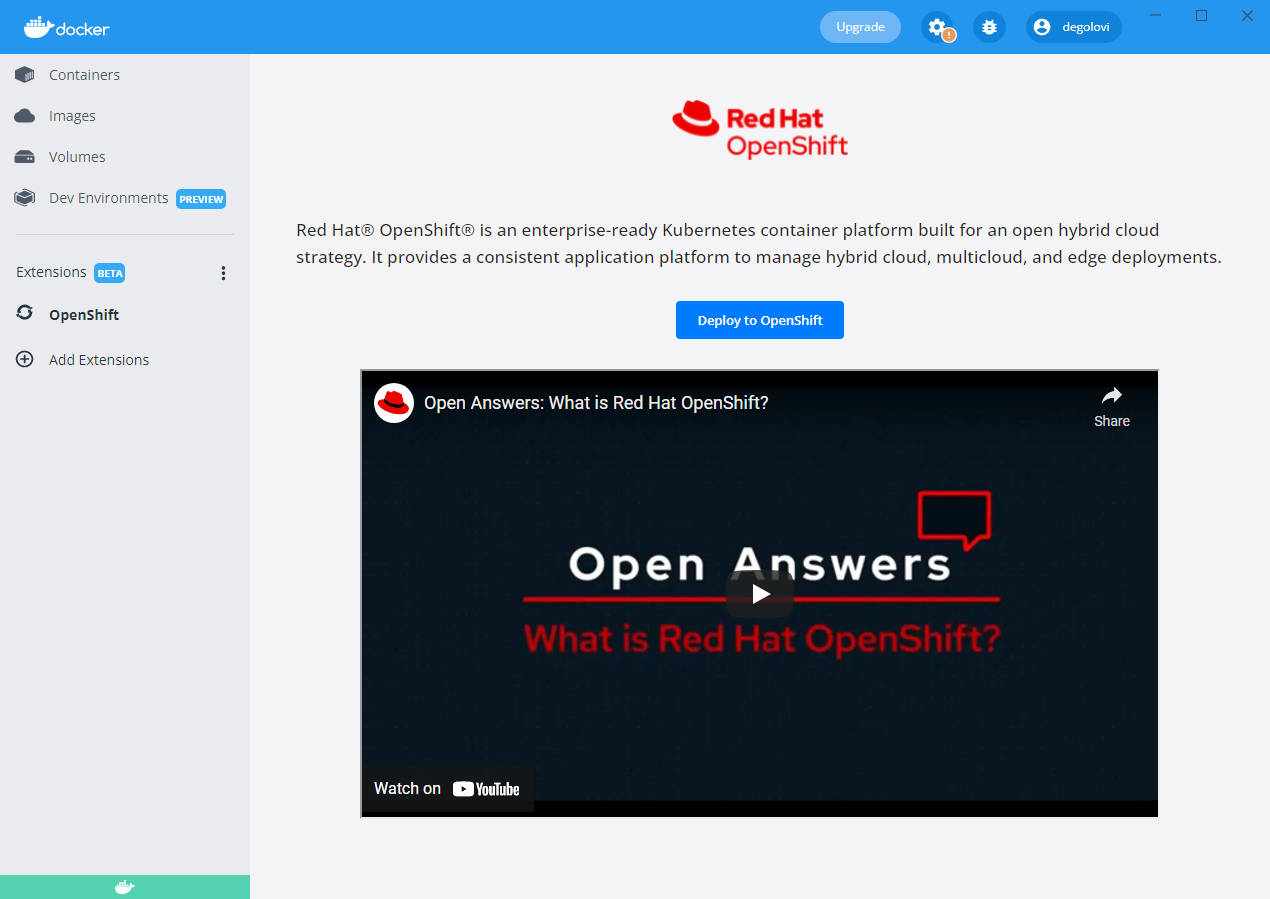 docker
Upgrade
degolovi
Containers
Images
Volumes
Dev Environments PREVIEW
Extensions BETA
OpenShift
Add Extensions
Red Hat
OpenShift
Red Hat® OpenShift® is an enterprise-ready Kubernetes container platform built for an open hybrid cloud
strategy. It provides a consistent application platform to manage hybrid cloud, multicloud, and edge deployments.
Deploy to OpenShift
Open Answers: What is Red Hat OpenShift?
Share
Open Answers
What is Red Hat OpenShift?
Watch on YouTube